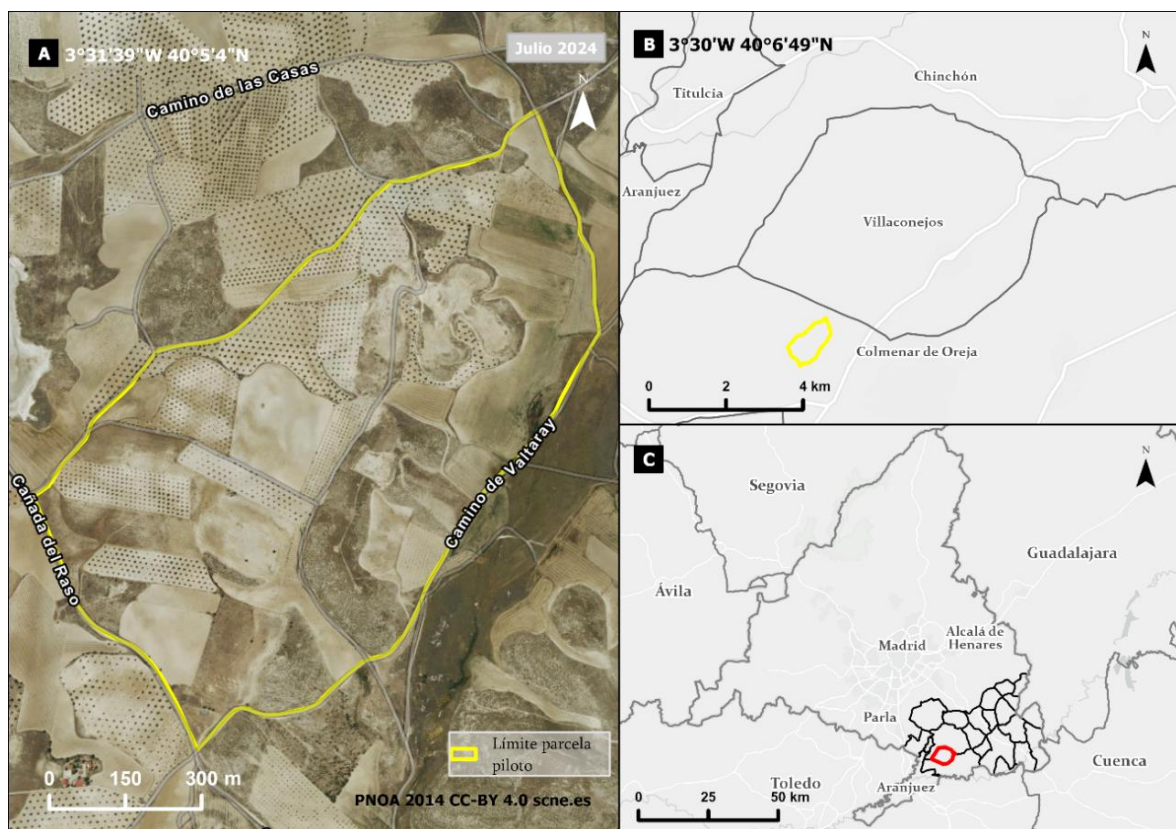 A
3°31'39"W 40°5'4"N
Julio 2024
N
Camino de las Casas
Camino de Valtaray
Cañada del Raso
Límite parcela
piloto
0 150 300 m
PNOA 2014 CC-BY 4.0 scne.es
B
3°30'W 40°6'49"N
N
Chinchón
Titulcia
Aranjuez
Villaconejos
Colmenar de Oreja
0 2 4 km
C
N
Segovia
Guadalajara
Ávila
Madrid
Alcalá de
Henares
Parla
Toledo
Aranjuez
Cuenca
0 25 50 km